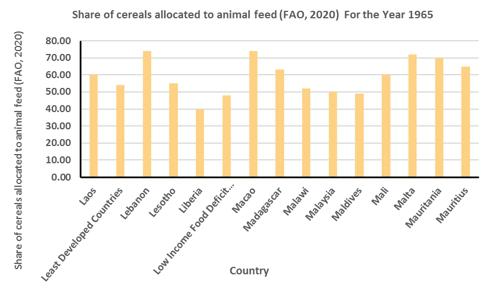 Share of cereals allocated to animal feed (FAO, 2020)  For the Year 1965
Share of cereals allocated to animal feed (FAO, 2020)
80.00
70.00
60.00
50.00
40.00
30.00
20.00
10.00
0.00
Laos
Least Developed Countries
Lebanon
Lesotho
Liberia
Low Income Food Deficit...
Macao
Madagascar
Malawi
Malaysia
Maldives
Mali
Malta
Mauritania
Mauritius
Country